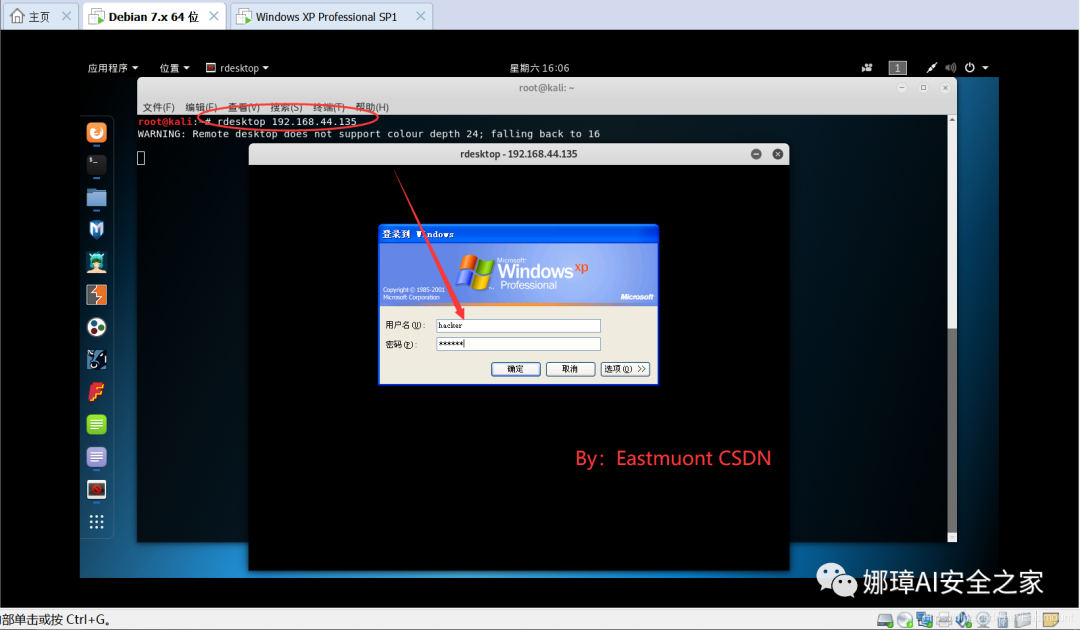 主页
Debian 7.x 64 位
Windows XP Professional SP1
应用程序
位置
rdesktop
星期六 16:06
1
root@kali: ~
文件(F) 编辑(E) 查看(V) 搜索(S) 终端(T) 帮助(H)
root@kali:~# rdesktop 192.168.44.135
WARNING: Remote desktop does not support colour depth 24; falling back to 16
rdesktop - 192.168.44.135
登录到 Windows
Microsoft
Windows xp
Professional
Copyright © 1985-2001
Microsoft Corporation
Microsoft
用户名(U): hacker
密码(P): ******
确定 取消 选项(O) >>
By：Eastmuont CSDN
娜璋AI安全之家
部单击或按 Ctrl+G。